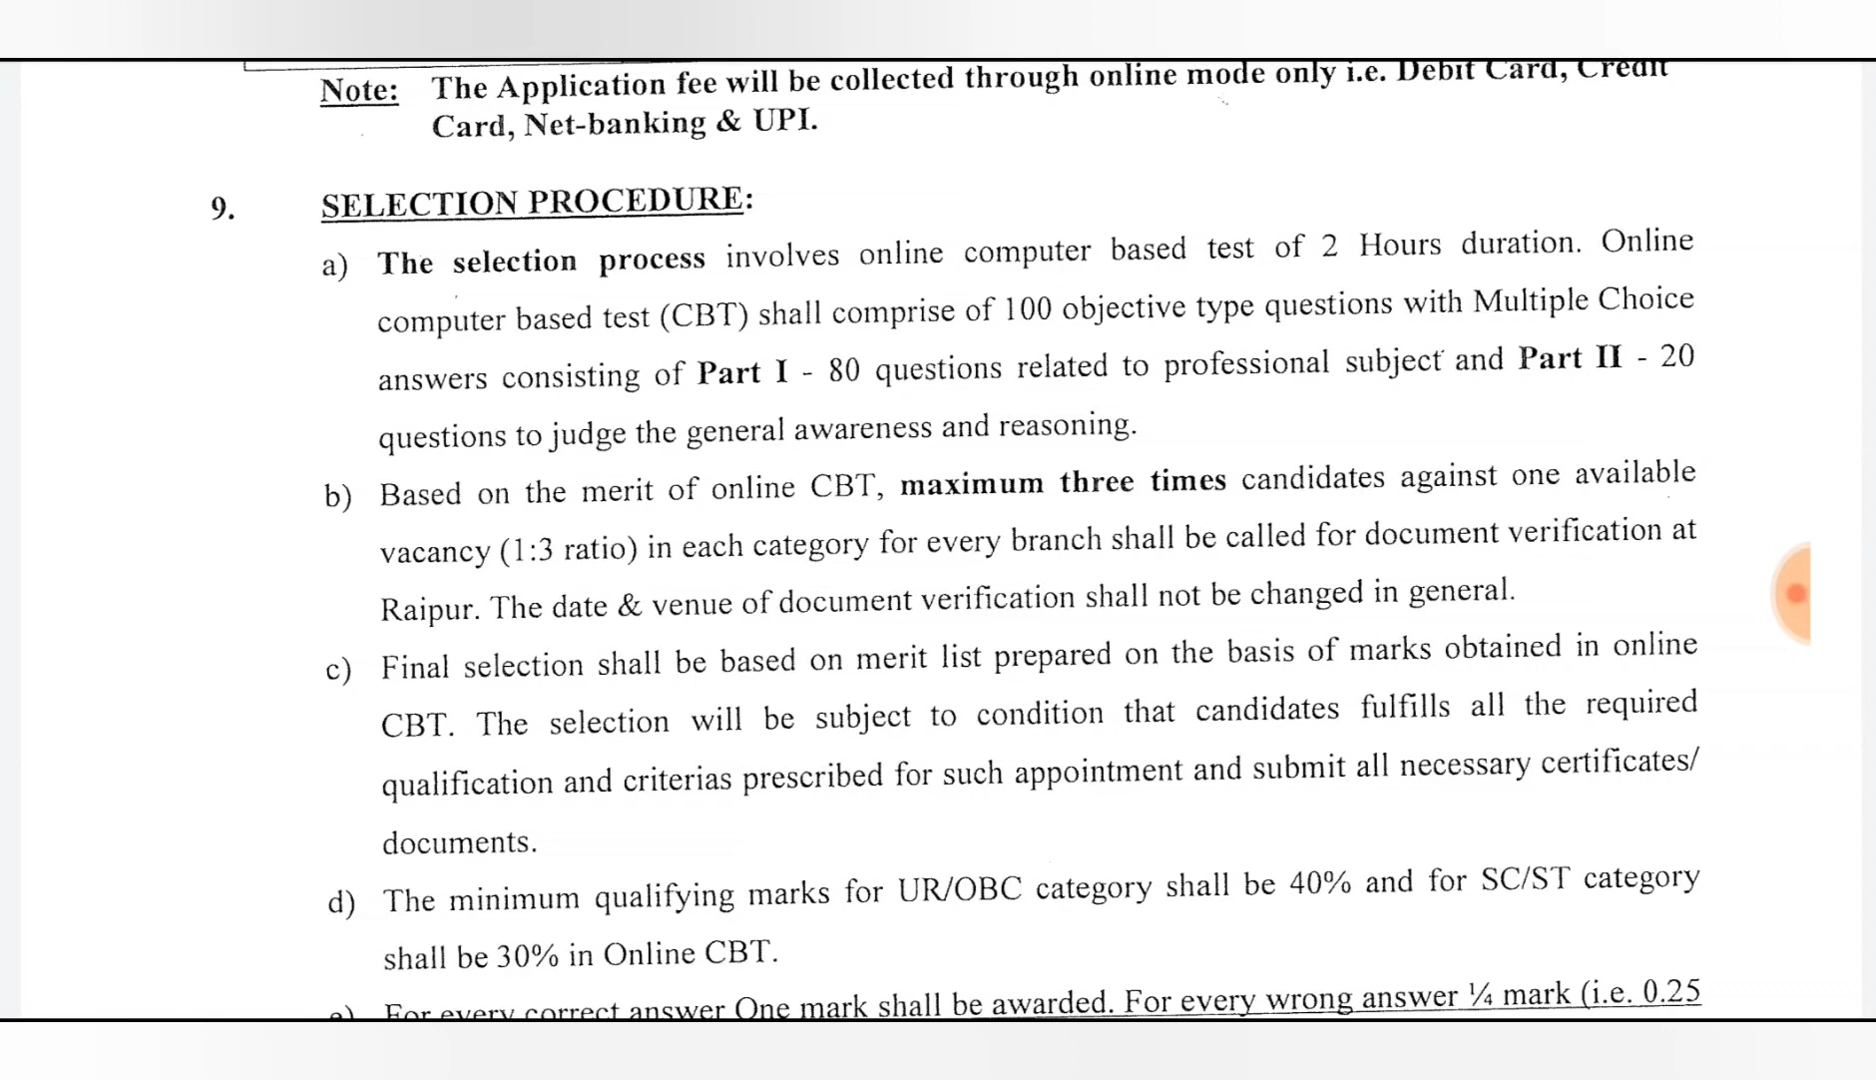 Note: The Application fee will be collected through online mode only i.e. Debit Card, Credit
Card, Net-banking & UPI.
9. SELECTION PROCEDURE:
a) The selection process involves online computer based test of 2 Hours duration. Online
computer based test (CBT) shall comprise of 100 objective type questions with Multiple Choice
answers consisting of Part I - 80 questions related to professional subject and Part II - 20
questions to judge the general awareness and reasoning.
b) Based on the merit of online CBT, maximum three times candidates against one available
vacancy (1:3 ratio) in each category for every branch shall be called for document verification at
Raipur. The date & venue of document verification shall not be changed in general.
c) Final selection shall be based on merit list prepared on the basis of marks obtained in online
CBT. The selection will be subject to condition that candidates fulfills all the required
qualification and criterias prescribed for such appointment and submit all necessary certificates/
documents.
d) The minimum qualifying marks for UR/OBC category shall be 40% and for SC/ST category
shall be 30% in Online CBT.
e) For every correct answer One mark shall be awarded. For every wrong answer ¼ mark (i.e. 0.25